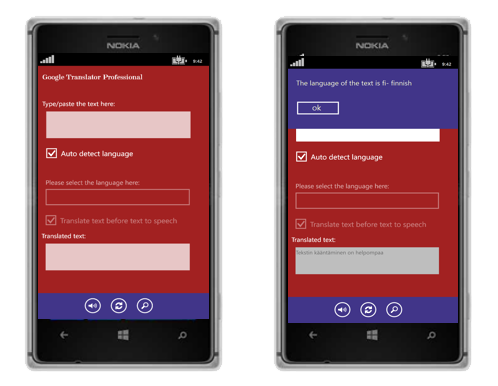 NOKIA
9:42
Google Translator Professional
Type/paste the text here:
Auto detect language
Please select the language here:
Translate text before text to speech
Translated text:
NOKIA
9:42
The language of the text is fi- finnish
ok
Auto detect language
Please select the language here:
Translate text before text to speech
Translated text:
Tekstin kääntäminen on helpompaa